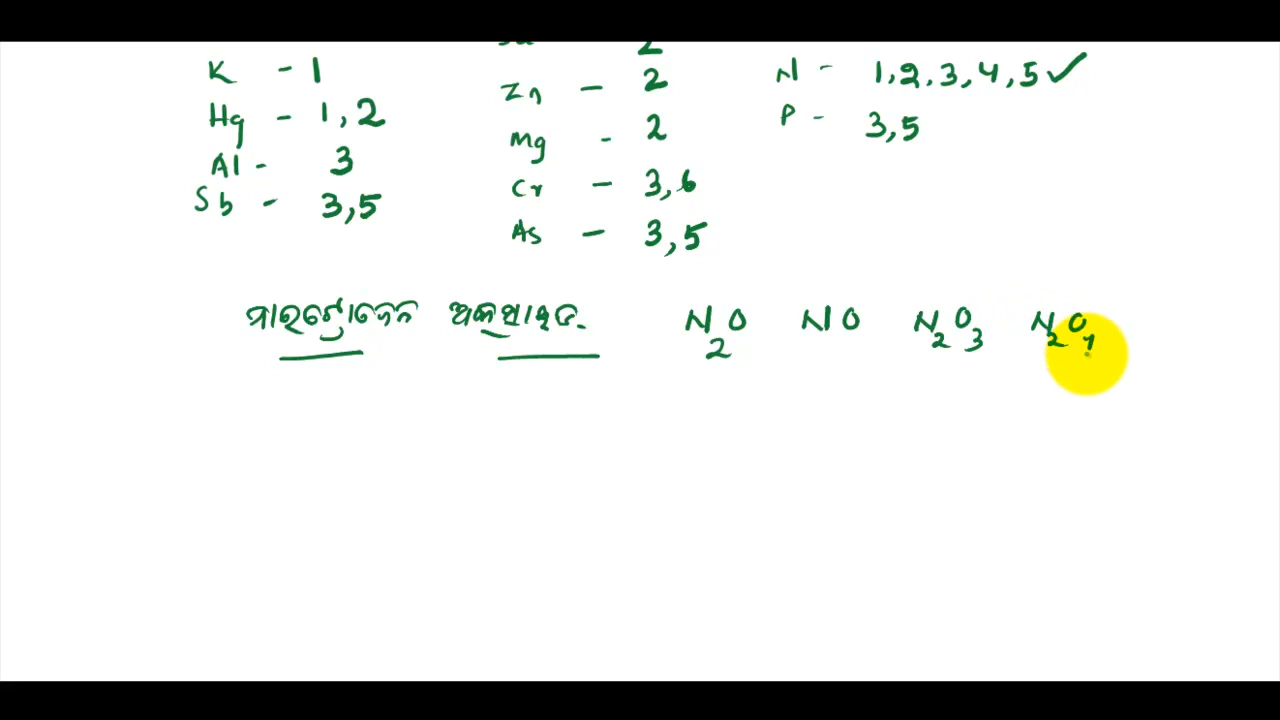 K - 1
Hg - 1, 2
Al - 3
Sb - 3,5
2
Zn - 2
Mg - 2
Cr - 3,6
As - 3,5
N - 1,2,3,4,5 ✓
P - 3,5
ନାଇଟ୍ରୋଜେନ ଅକ୍ସାଇଡ. N₂O NO N₂O₃ N₂O₄